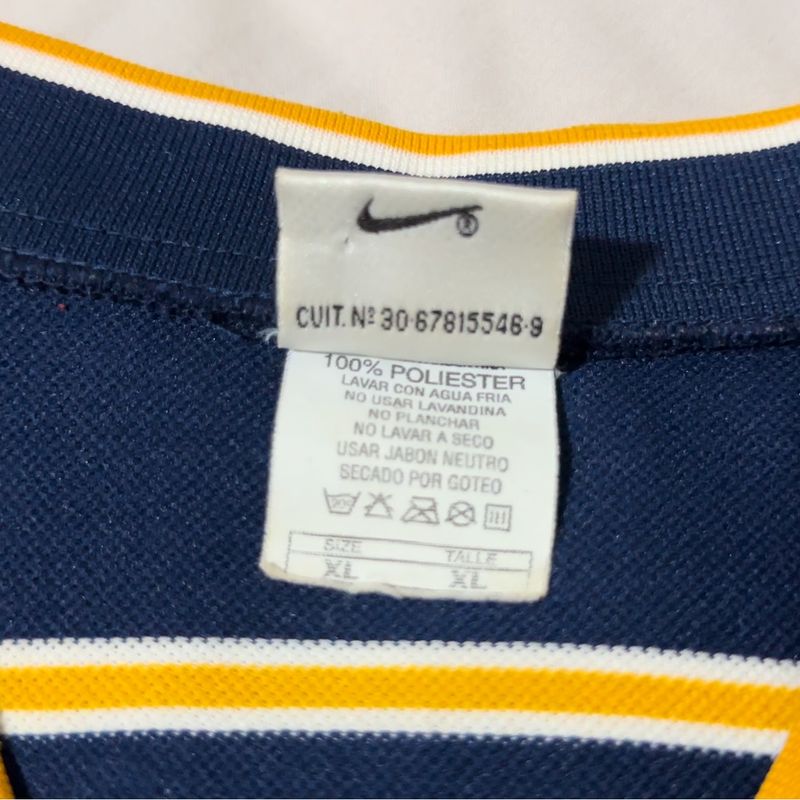 ®
CUIT. Nº 30-67815546-9
100% POLIESTER
LAVAR CON AGUA FRIA
NO USAR LAVANDINA
NO PLANCHAR
NO LAVAR A SECO
USAR JABON NEUTRO
SECADO POR GOTEO
SIZE TALLE
XL XL